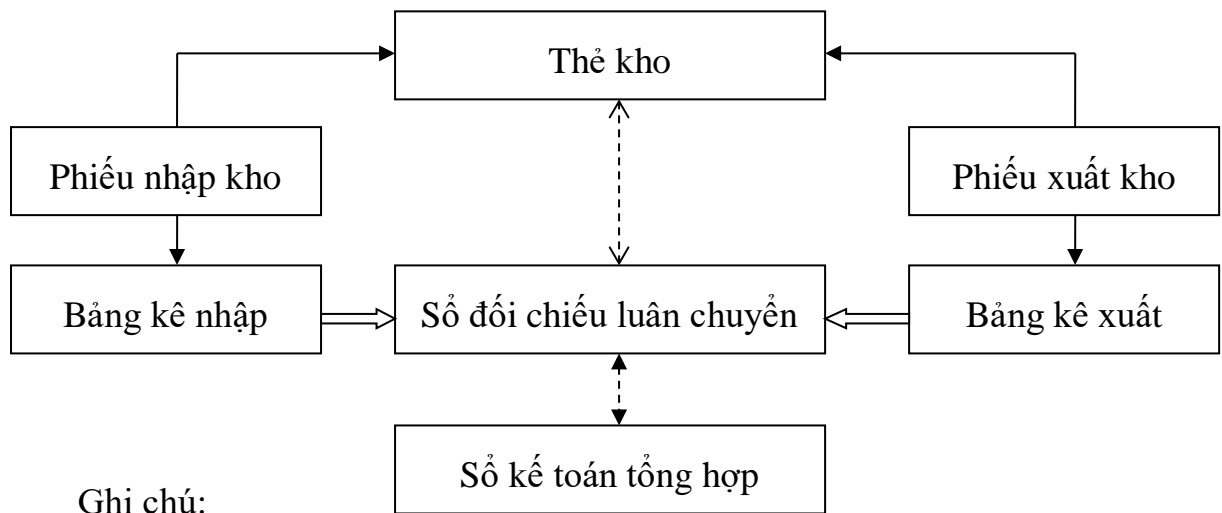 Thẻ kho
Phiếu nhập kho
Phiếu xuất kho
Bảng kê nhập
Sổ đối chiếu luân chuyển
Bảng kê xuất
Sổ kế toán tổng hợp
Ghi chú: